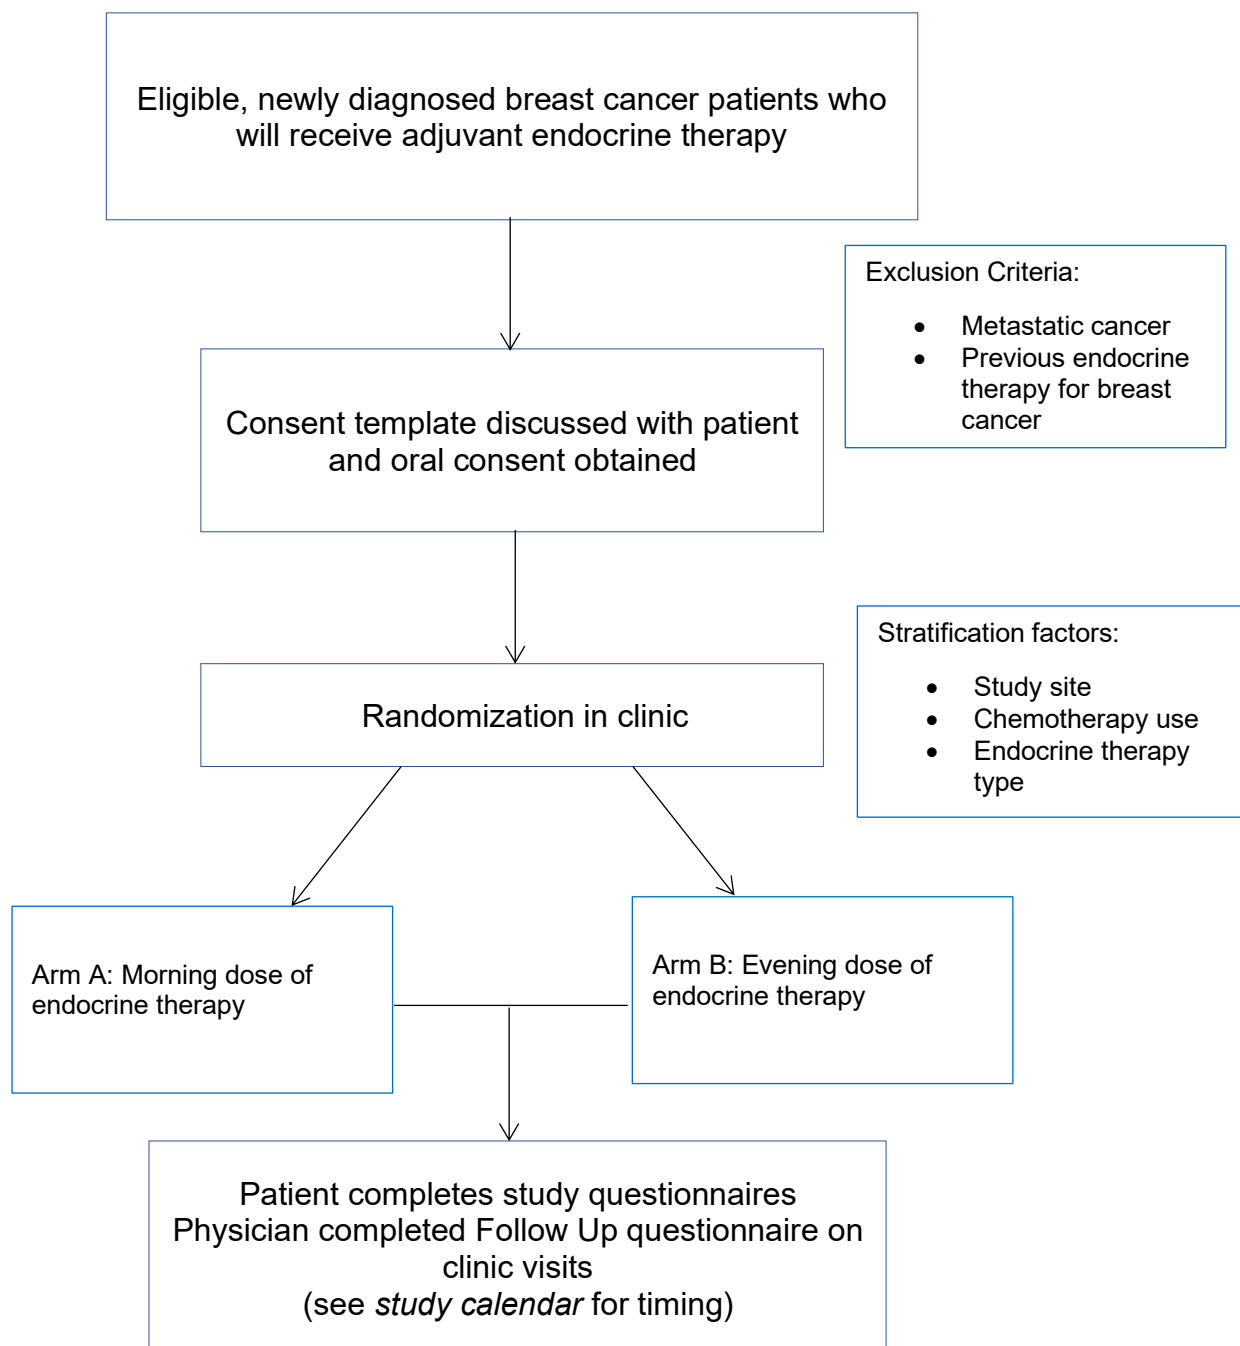 Eligible, newly diagnosed breast cancer patients who
will receive adjuvant endocrine therapy
Exclusion Criteria:
• Metastatic cancer
• Previous endocrine
therapy for breast
cancer
Consent template discussed with patient
and oral consent obtained
Stratification factors:
• Study site
• Chemotherapy use
• Endocrine therapy
type
Randomization in clinic
Arm A: Morning dose of
endocrine therapy
Arm B: Evening dose of
endocrine therapy
Patient completes study questionnaires
Physician completed Follow Up questionnaire on
clinic visits
(see study calendar for timing)